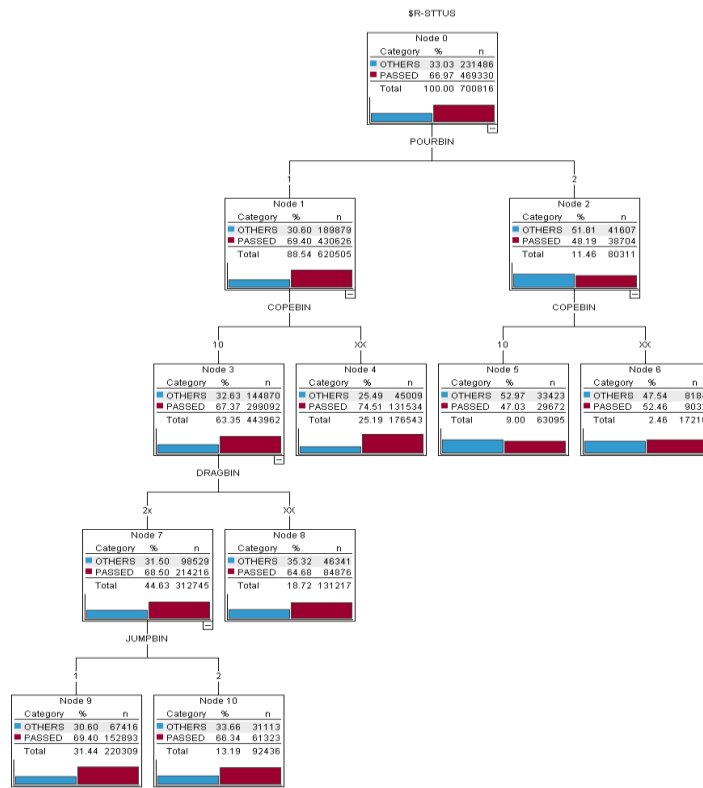 $R-STTUS
Node 0
Category % n
OTHERS 33.03 231486
PASSED 66.97 469330
Total 100.00 700816
POURBIN
1 2
Node 1
Category % n
OTHERS 30.60 189879
PASSED 69.40 430626
Total 88.54 620505
Node 2
Category % n
OTHERS 51.81 41607
PASSED 48.19 38704
Total 11.46 80311
COPEBIN COPEBIN
10 XX 10 XX
Node 3
Category % n
OTHERS 32.63 144870
PASSED 67.37 299092
Total 63.35 443962
Node 4
Category % n
OTHERS 25.49 45009
PASSED 74.51 131534
Total 25.19 176543
Node 5
Category % n
OTHERS 52.97 33423
PASSED 47.03 29672
Total 9.00 63095
Node 6
Category % n
OTHERS 47.54
PASSED 52.46
Total 2.46
DRAGBIN
2x XX
Node 7
Category % n
OTHERS 31.50 98529
PASSED 68.50 214216
Total 44.63 312745
Node 8
Category % n
OTHERS 35.32 46341
PASSED 64.68 84876
Total 18.72 131217
JUMPBIN
1 2
Node 9
Category % n
OTHERS 30.60 67416
PASSED 69.40 152893
Total 31.44 220309
Node 10
Category % n
OTHERS 33.66 31113
PASSED 66.34 61323
Total 13.19 92436